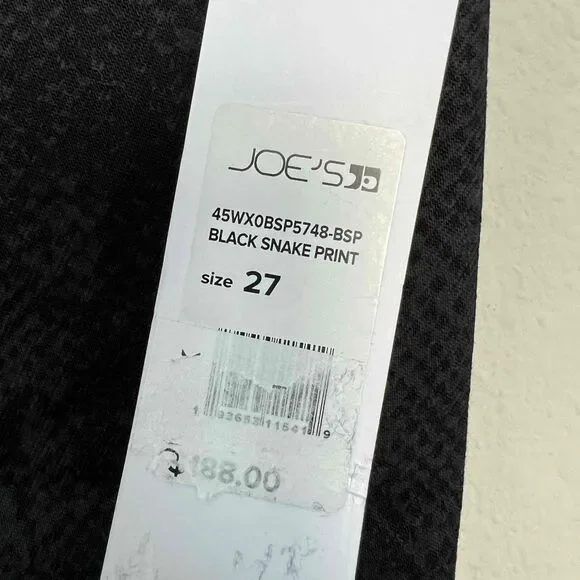 JOE'S
45WX0BSP5748-BSP
BLACK SNAKE PRINT
size 27
188.00